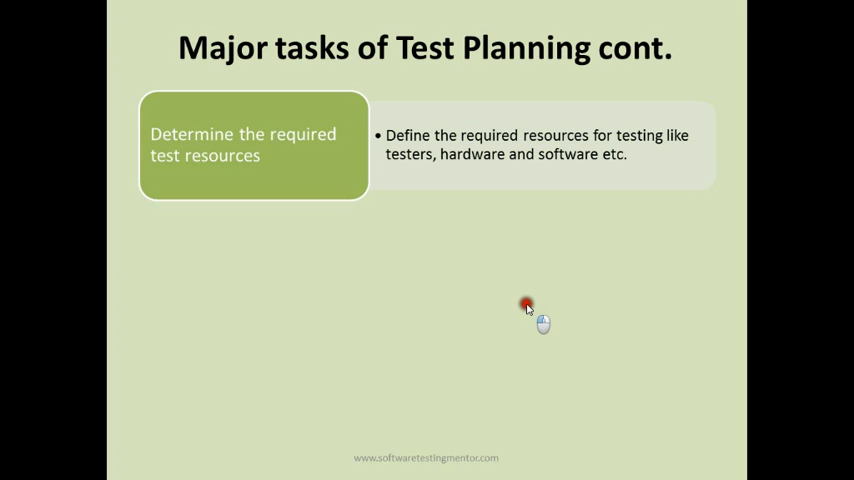 Major tasks of Test Planning cont.
Determine the required
test resources
• Define the required resources for testing like
testers, hardware and software etc.
www.softwaretestingmentor.com